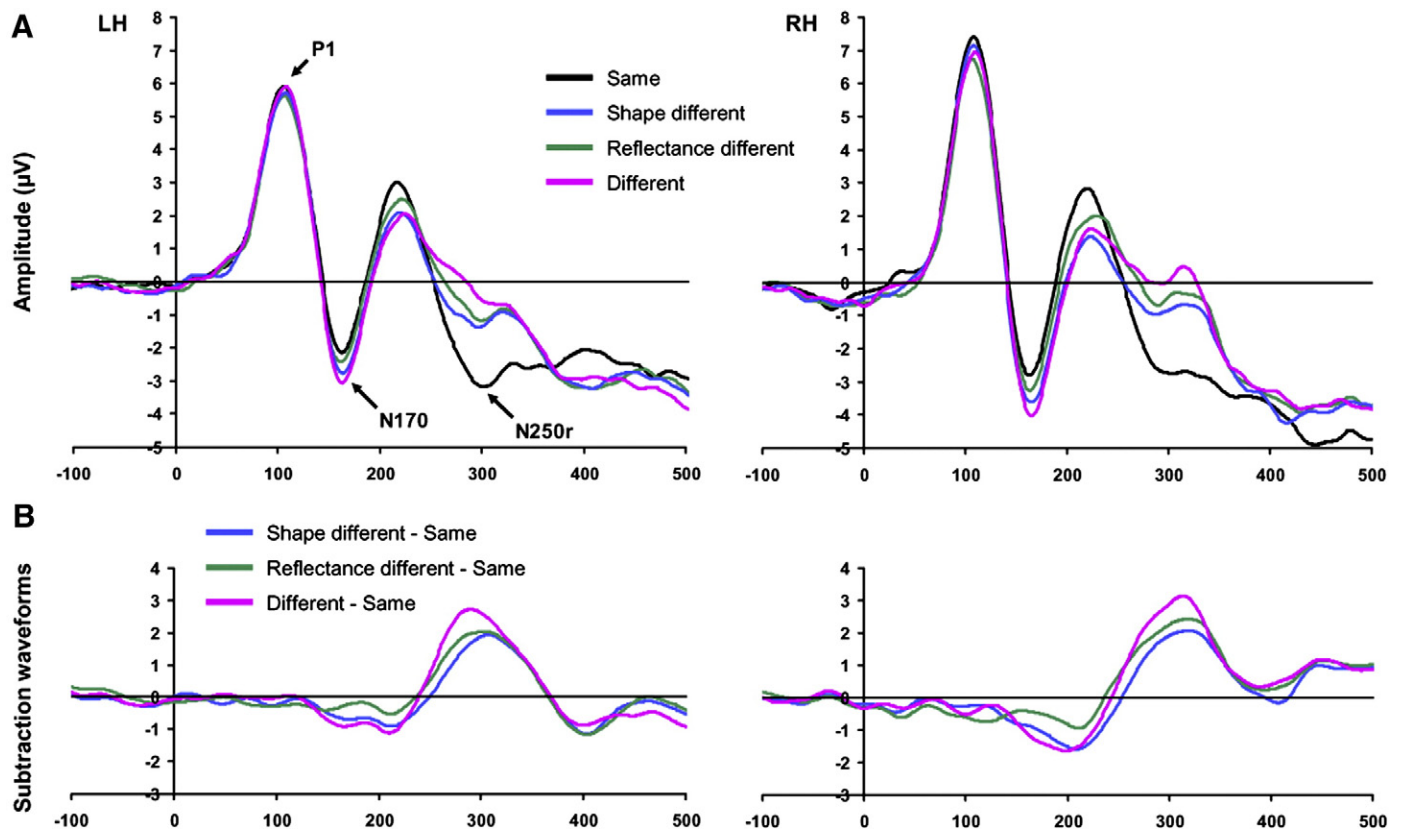 A
LH
RH
P1
N170
N250r
Same
Shape different
Reflectance different
Different
Amplitude (µV)
8
7
6
5
4
3
2
1
0
-1
-2
-3
-4
-5
-100 0 100 200 300 400 500
8
7
6
5
4
3
2
1
0
-1
-2
-3
-4
-5
-100 0 100 200 300 400 500
B
Shape different - Same
Reflectance different - Same
Different - Same
Subtraction waveforms
4
3
2
1
0
-1
-2
-3
-100 0 100 200 300 400 500
4
3
2
1
0
-1
-2
-3
-100 0 100 200 300 400 500